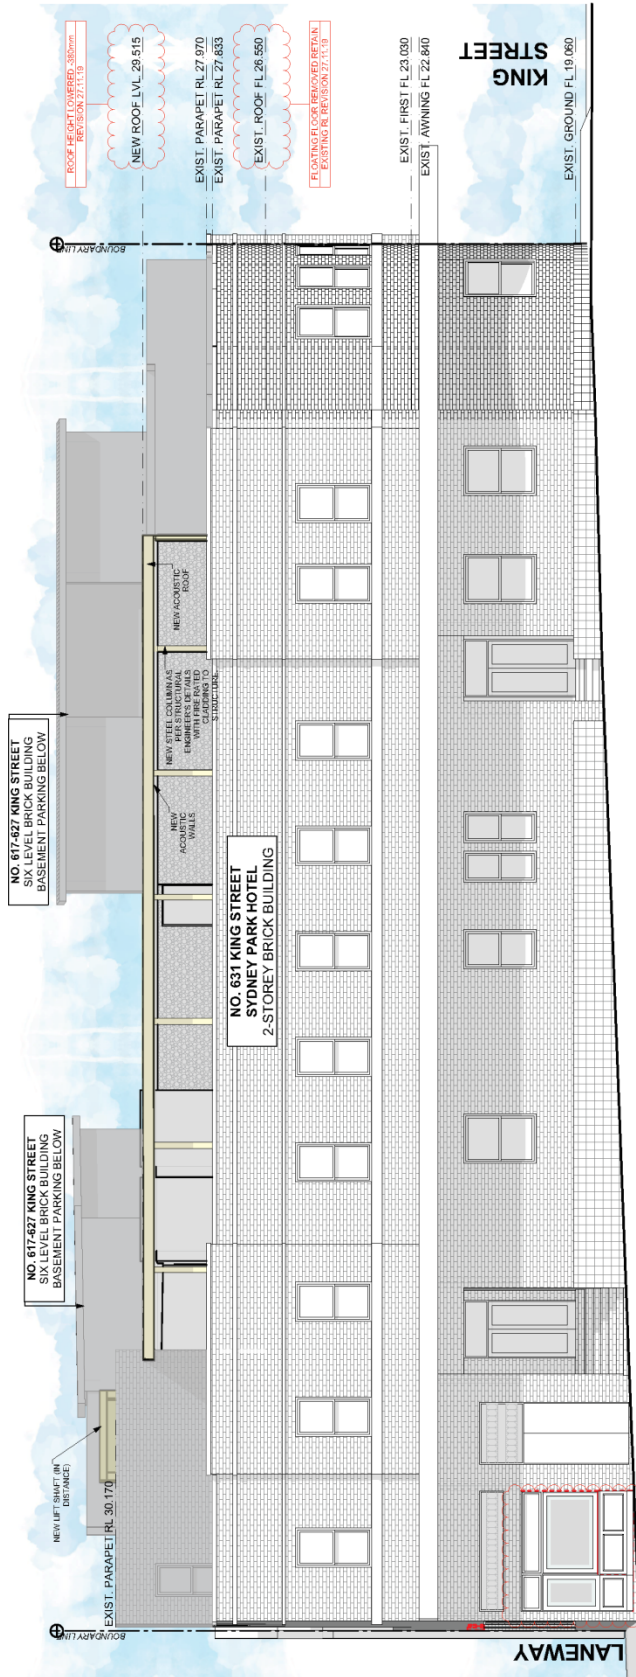 NO. 617-627 KING STREET
SIX LEVEL BRICK BUILDING
BASEMENT PARKING BELOW
NO. 617-627 KING STREET
SIX LEVEL BRICK BUILDING
BASEMENT PARKING BELOW
NEW LIFT SHAFT (IN
DISTANCE)
EXIST. PARAPET RL 30.170
BOUNDARY LINE
BOUNDARY LINE
ROOF HEIGHT LOWERED -380mm
REVISION 27.11.19
NEW ROOF LVL. 29.515
EXIST. PARAPET RL 27.970
EXIST. PARAPET RL 27.833
EXIST. ROOF FL 26.550
FLOATING FLOOR REMOVED RETAIN
EXISTING RL REVISION 27.11.19
EXIST. FIRST FL 23.030
EXIST. AWNING FL 22.840
EXIST. GROUND FL 19.060
NEW ACOUSTIC
WALLS
NEW STEEL COLUMN AS
PER STRUCTURAL
ENGINEER'S DETAILS
WITH FIRE RATED
CLADDING TO
STRUCTURE.
NEW ACOUSTIC
ROOF
NO. 631 KING STREET
SYDNEY PARK HOTEL
2-STOREY BRICK BUILDING
LANEWAY
KING
STREET